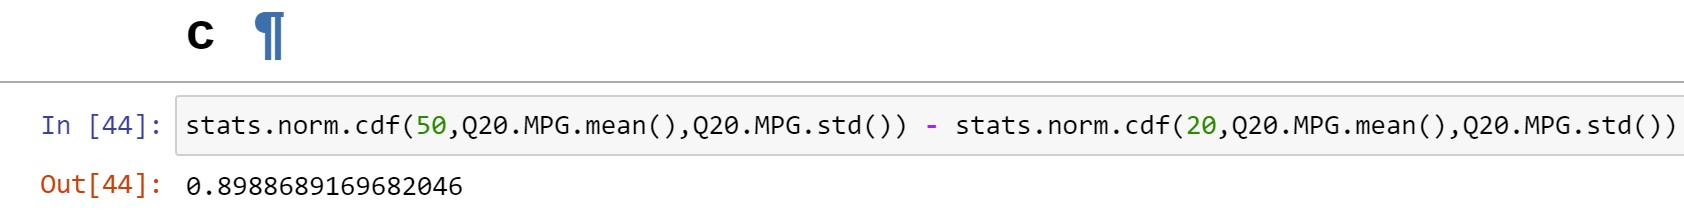 c ¶
In [44]: stats.norm.cdf(50,Q20.MPG.mean(),Q20.MPG.std()) - stats.norm.cdf(20,Q20.MPG.mean(),Q20.MPG.std())
Out[44]: 0.8988689169682046